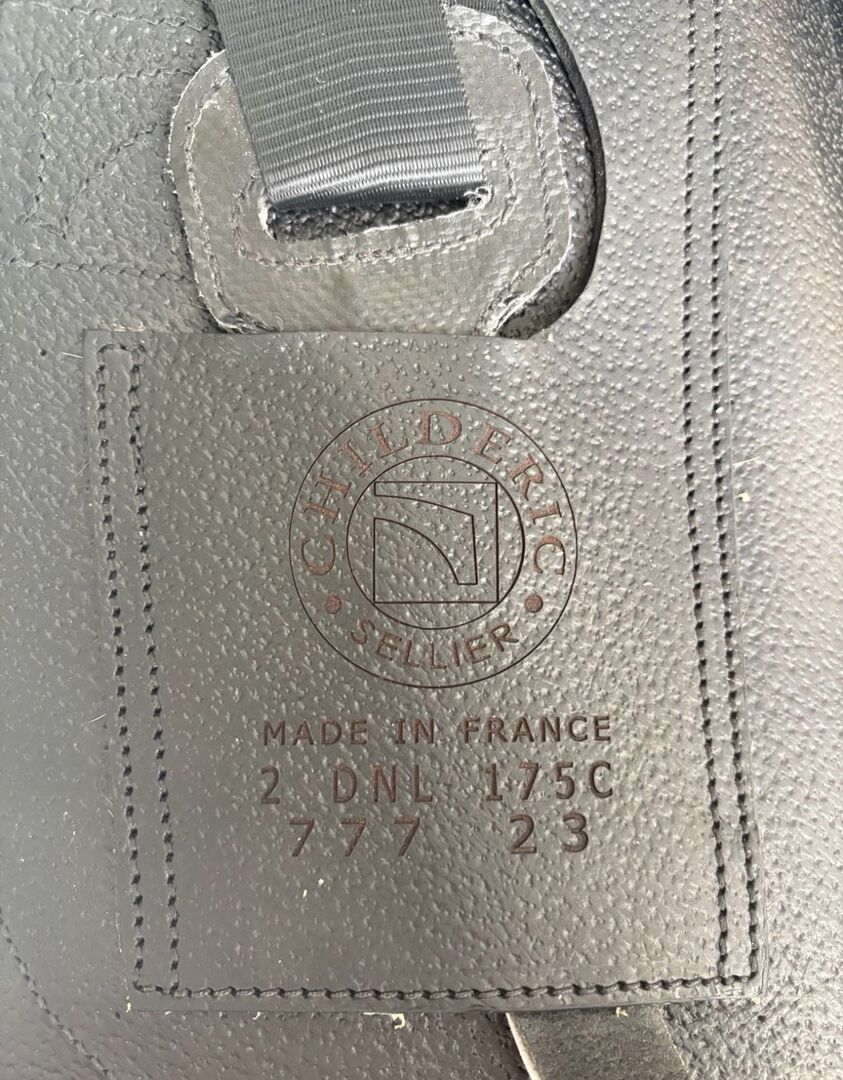 CHILDERIC
SELLIER
MADE IN FRANCE
2 DNL 175C
777 23